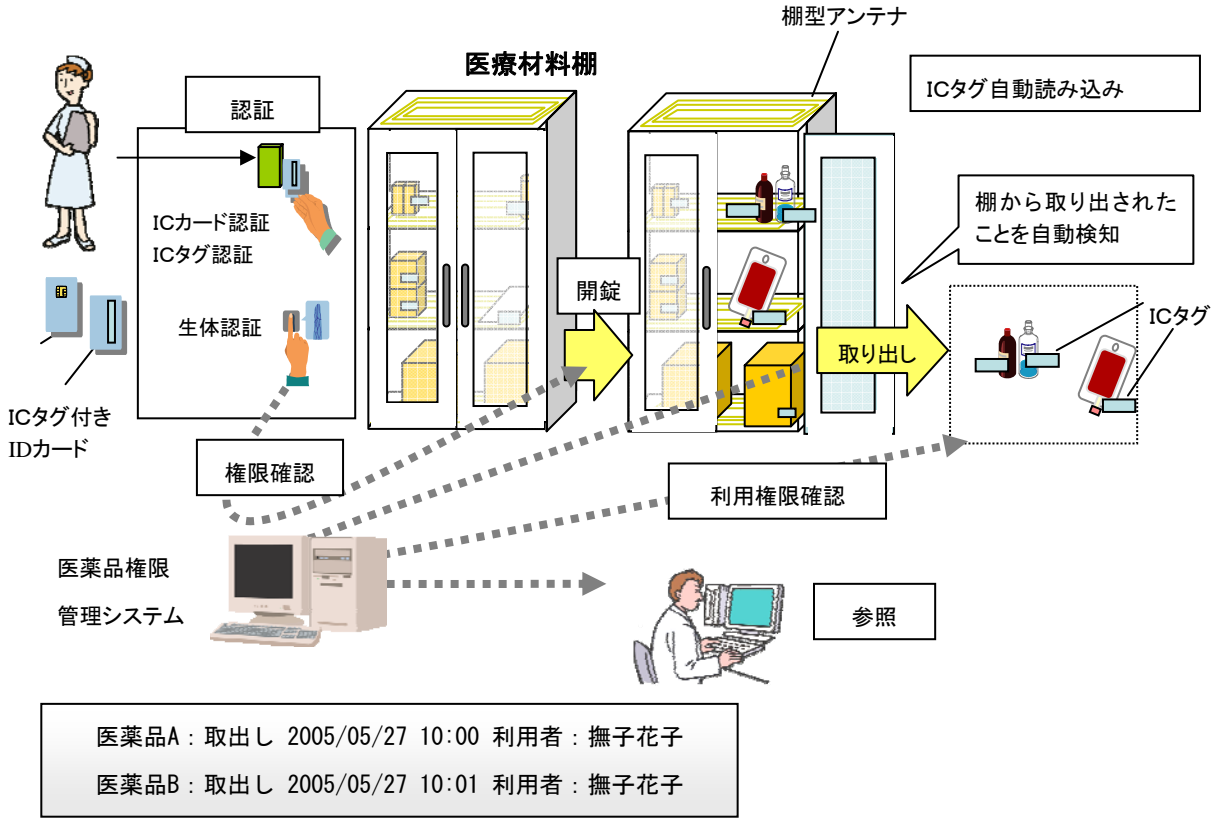 棚型アンテナ
医療材料棚
ICタグ自動読み込み
認証
ICカード認証
ICタグ認証
生体認証
棚から取り出された
ことを自動検知
開錠
取り出し
ICタグ
ICタグ付き
IDカード
権限確認
利用権限確認
医薬品権限
管理システム
参照
医薬品A：取出し 2005/05/27 10:00 利用者：撫子花子
医薬品B：取出し 2005/05/27 10:01 利用者：撫子花子